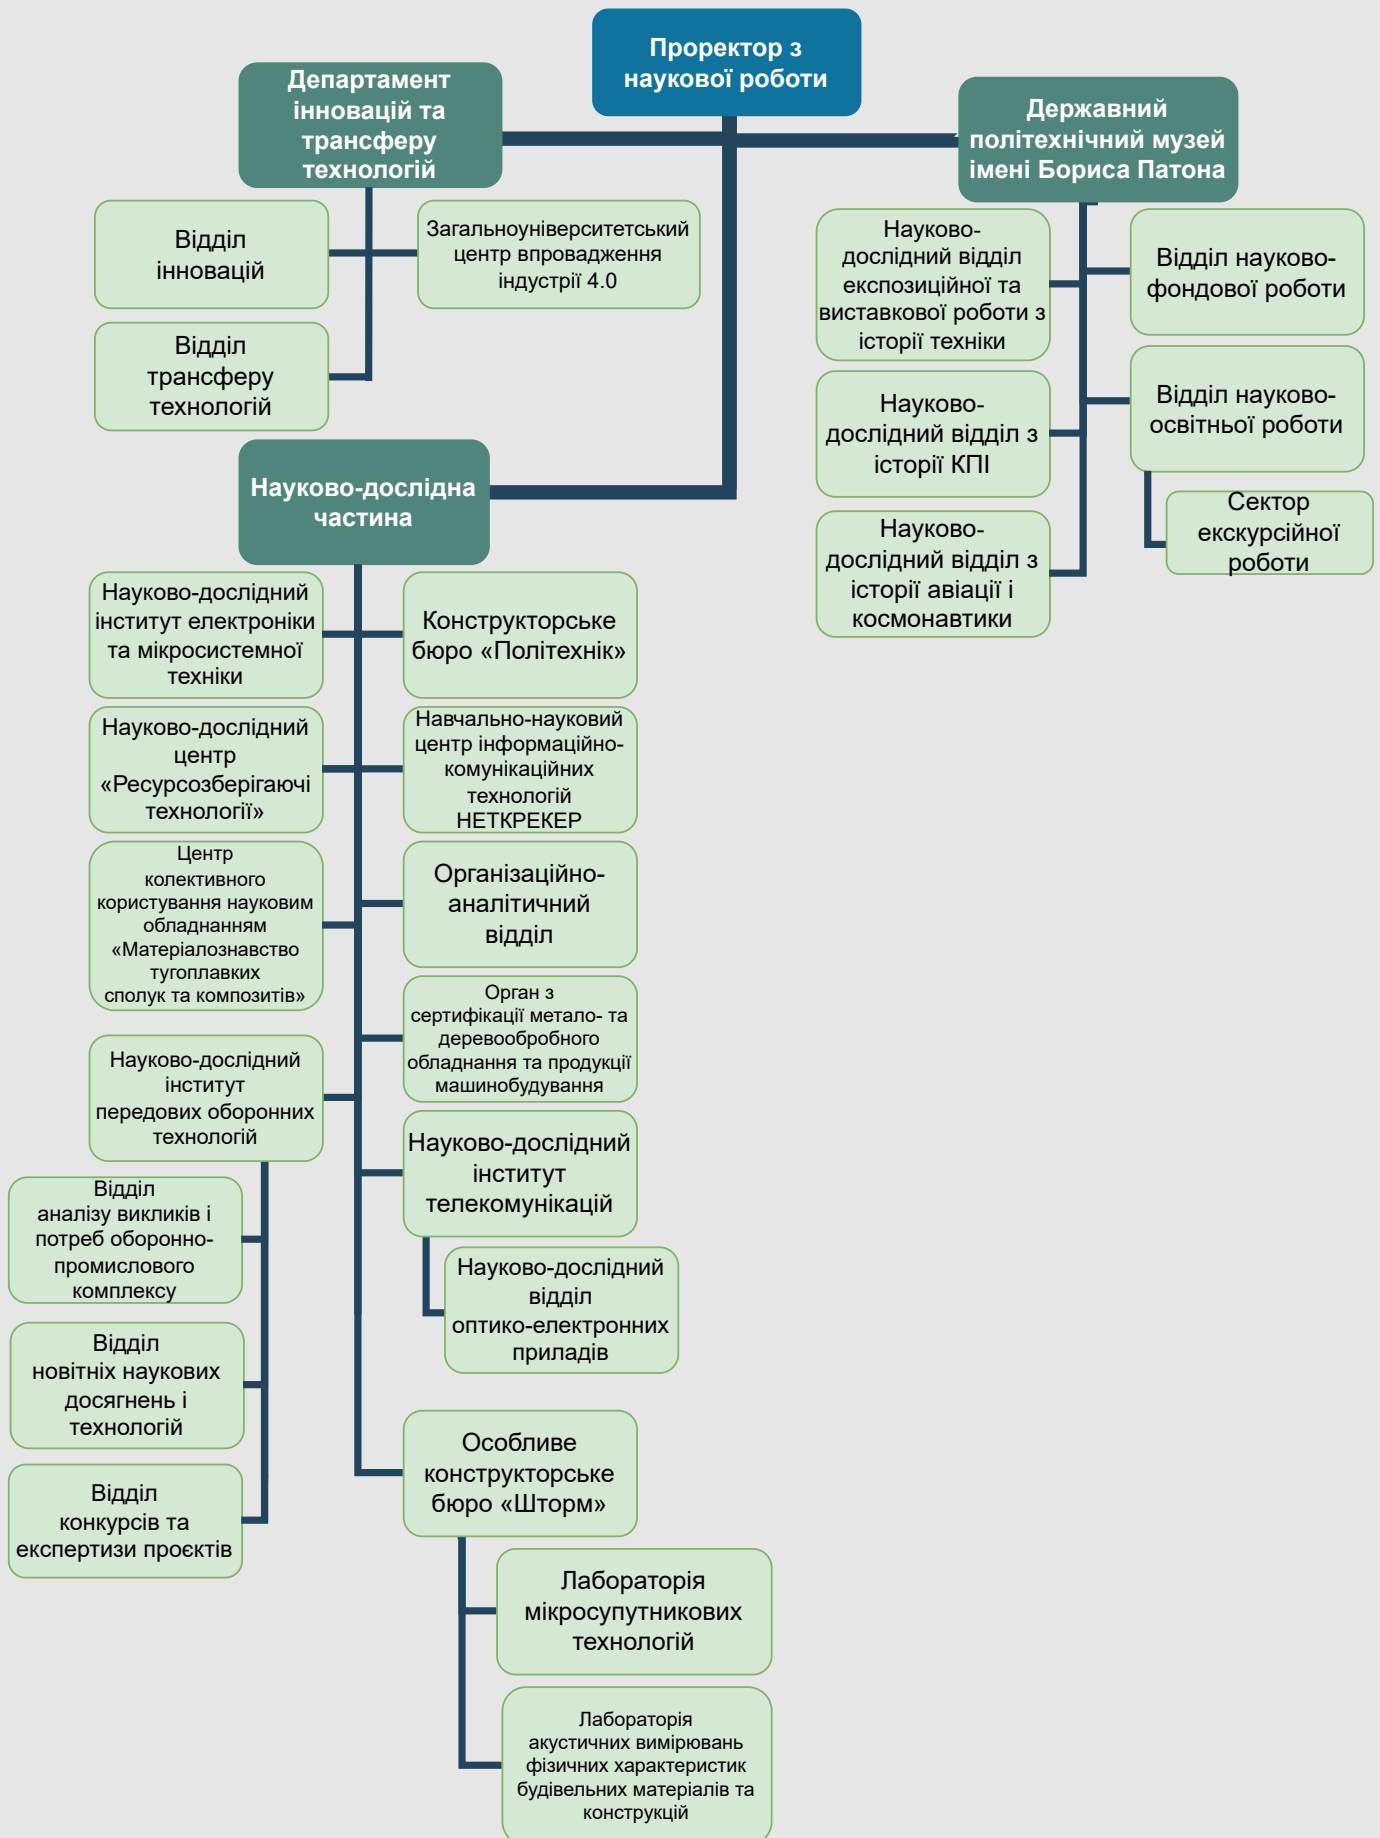 Проректор з
наукової роботи
Департамент
інновацій та
трансферу
технологій
Відділ
інновацій
Загальноуніверситетський
центр впровадження
індустрії 4.0
Відділ
трансферу
технологій
Державний
політехнічний музей
імені Бориса Патона
Науково-
дослідний відділ
експозиційної та
виставкової роботи з
історії техніки
Відділ науково-
фондової роботи
Науково-
дослідний відділ з
історії КПІ
Відділ науково-
освітньої роботи
Сектор
екскурсійної
роботи
Науково-
дослідний відділ з
історії авіації і
космонавтики
Науково-дослідна
частина
Науково-дослідний
інститут електроніки
та мікросистемної
техніки
Конструкторське
бюро «Політехнік»
Науково-дослідний
центр
«Ресурсозберігаючі
технології»
Навчально-науковий
центр інформаційно-
комунікаційних
технологій
НЕТКРЕКЕР
Центр
колективного
користування науковим
обладнанням
«Матеріалознавство
тугоплавких
сполук та композитів»
Організаційно-
аналітичний
відділ
Орган з
сертифікації метало- та
деревообробного
обладнання та продукції
машинобудування
Науково-дослідний
інститут
передових оборонних
технологій
Відділ
аналізу викликів і
потреб оборонно-
промислового
комплексу
Відділ
новітніх наукових
досягнень і
технологій
Відділ
конкурсів та
експертизи проєктів
Науково-дослідний
інститут
телекомунікацій
Науково-дослідний
відділ
оптико-електронних
приладів
Особливе
конструкторське
бюро «Шторм»
Лабораторія
мікросупутникових
технологій
Лабораторія
акустичних вимірювань
фізичних характеристик
будівельних матеріалів та
конструкцій